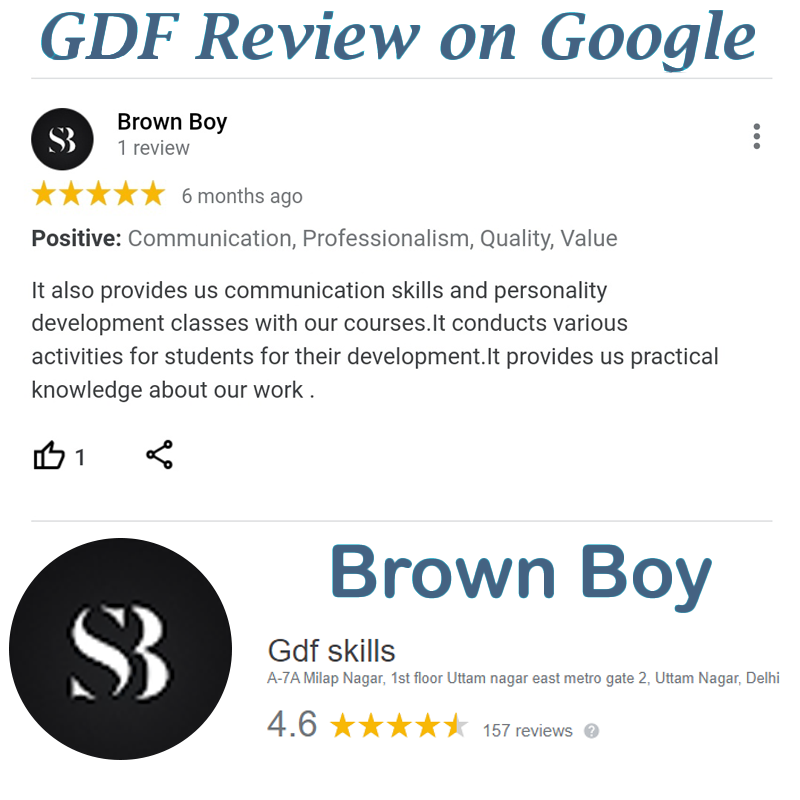 GDF Review on Google
SB
Brown Boy
1 review
6 months ago
Positive: Communication, Professionalism, Quality, Value
It also provides us communication skills and personality
development classes with our courses.It conducts various
activities for students for their development.It provides us practical
knowledge about our work .
1
SB
Brown Boy
Gdf skills
A-7A Milap Nagar, 1st floor Uttam nagar east metro gate 2, Uttam Nagar, Delhi
4.6 157 reviews ?